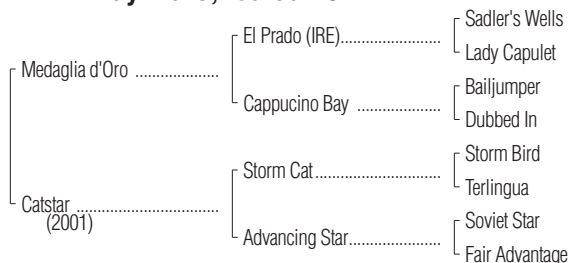 Sadler's Wells
El Prado (IRE)....................
Lady Capulet
Medaglia d'Oro .....................
Bailjumper
Cappucino Bay .....................
Dubbed In
Storm Bird
Storm Cat...............................
Terlingua
Catstar ....................................
(2001)
Soviet Star
Advancing Star.......................
Fair Advantage